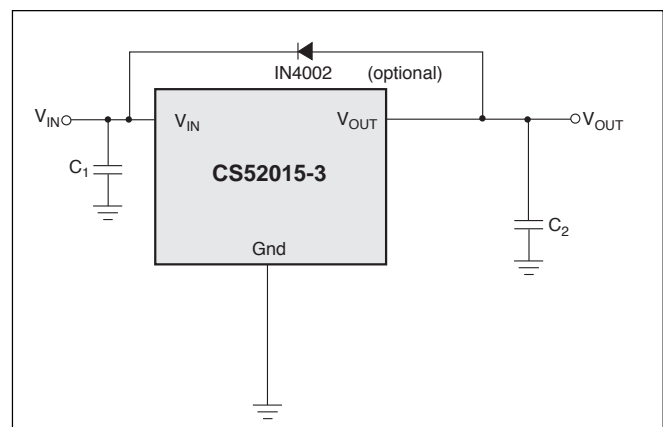 IN4002 (optional)
V_IN V_IN V_OUT V_OUT
C_1 CS52015-3
C_2
Gnd